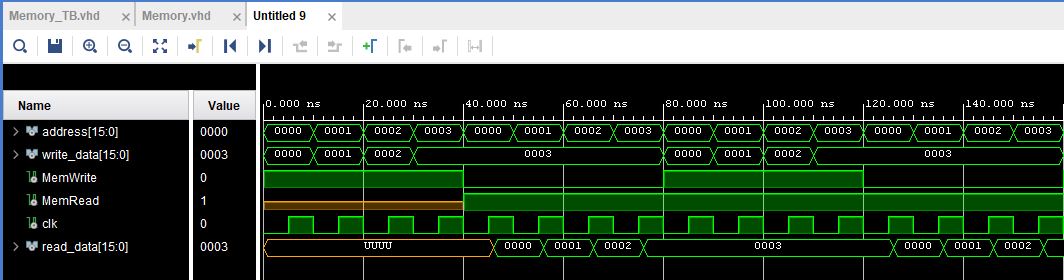 Memory_TB.vhd × Memory.vhd × Untitled 9 ×
Name Value
0.000 ns 20.000 ns 40.000 ns 60.000 ns 80.000 ns 100.000 ns 120.000 ns 140.000 ns
address[15:0] 0000 0000 0001 0002 0003 0000 0001 0002 0003 0000 0001 0002 0003 0000 0001 0002 0003
write_data[15:0] 0003 0000 0001 0002 0003 0000 0001 0002 0003
MemWrite 0
MemRead 1
clk 0
read_data[15:0] 0003 UUUU 0000 0001 0002 0003 0000 0001 0002